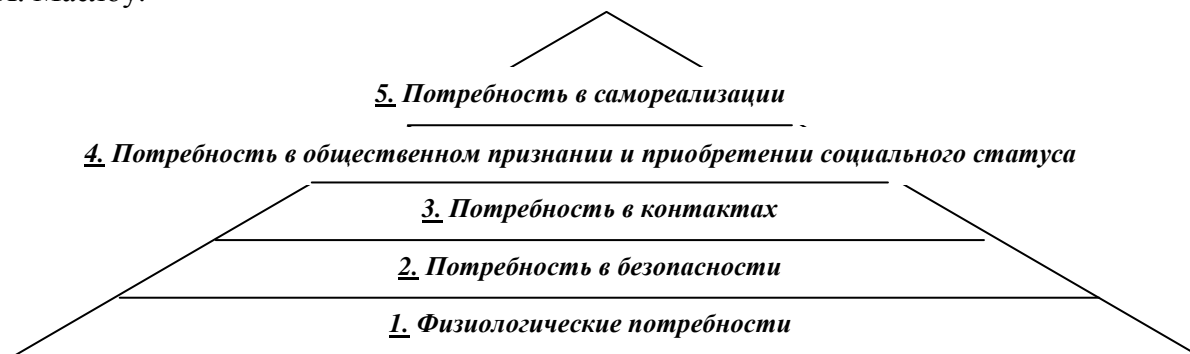 А. Маслоу.
5. Потребность в самореализации
4. Потребность в общественном признании и приобретении социального статуса
3. Потребность в контактах
2. Потребность в безопасности
1. Физиологические потребности